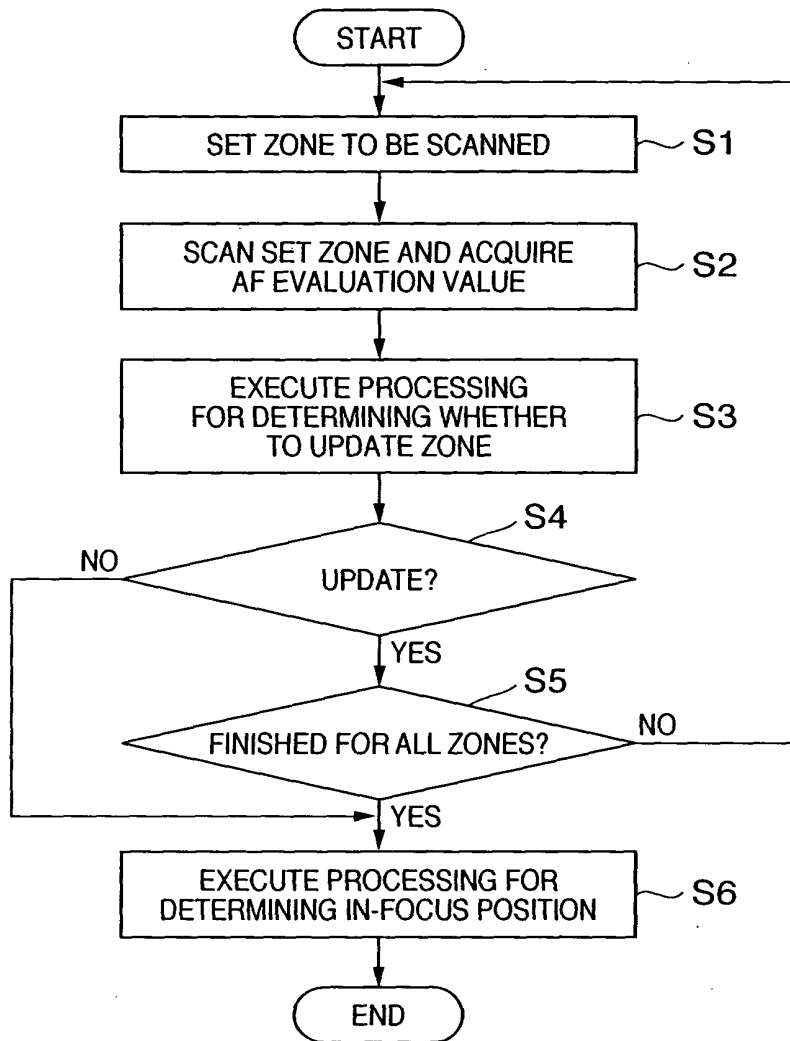 START
SET ZONE TO BE SCANNED
S1
SCAN SET ZONE AND ACQUIRE
AF EVALUATION VALUE
S2
EXECUTE PROCESSING
FOR DETERMINING WHETHER
TO UPDATE ZONE
S3
S4
NO
UPDATE?
YES
S5
FINISHED FOR ALL ZONES?
NO
YES
EXECUTE PROCESSING FOR
DETERMINING IN-FOCUS POSITION
S6
END